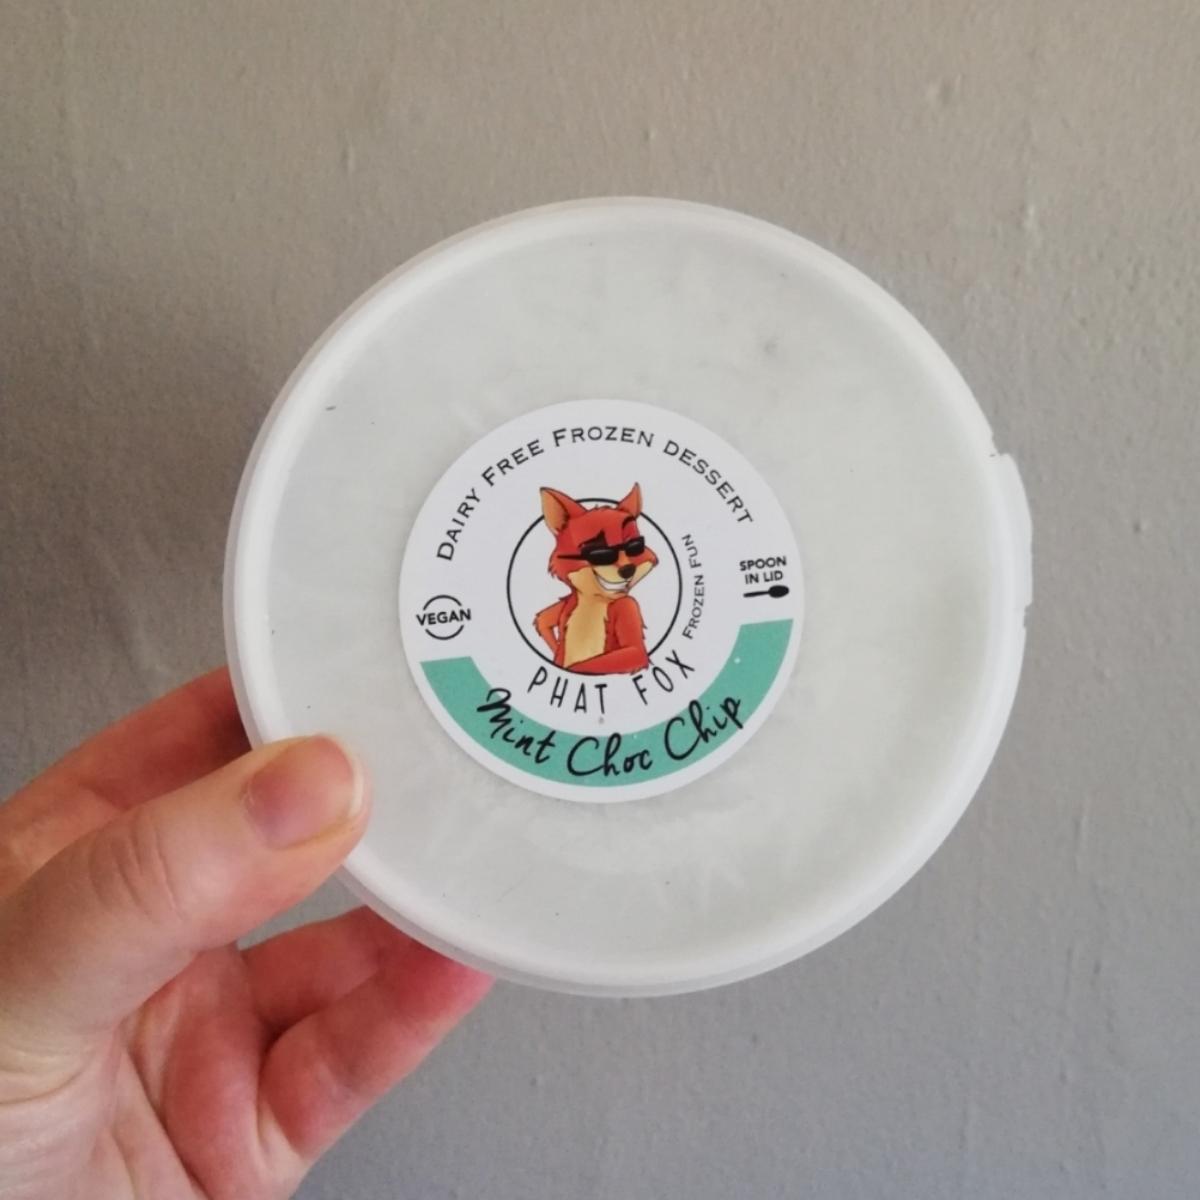 DAIRY FREE FROZEN DESSERT
VEGAN
SPOON
IN LID
FROZEN FUN
PHAT FOX
Mint Choc Chip